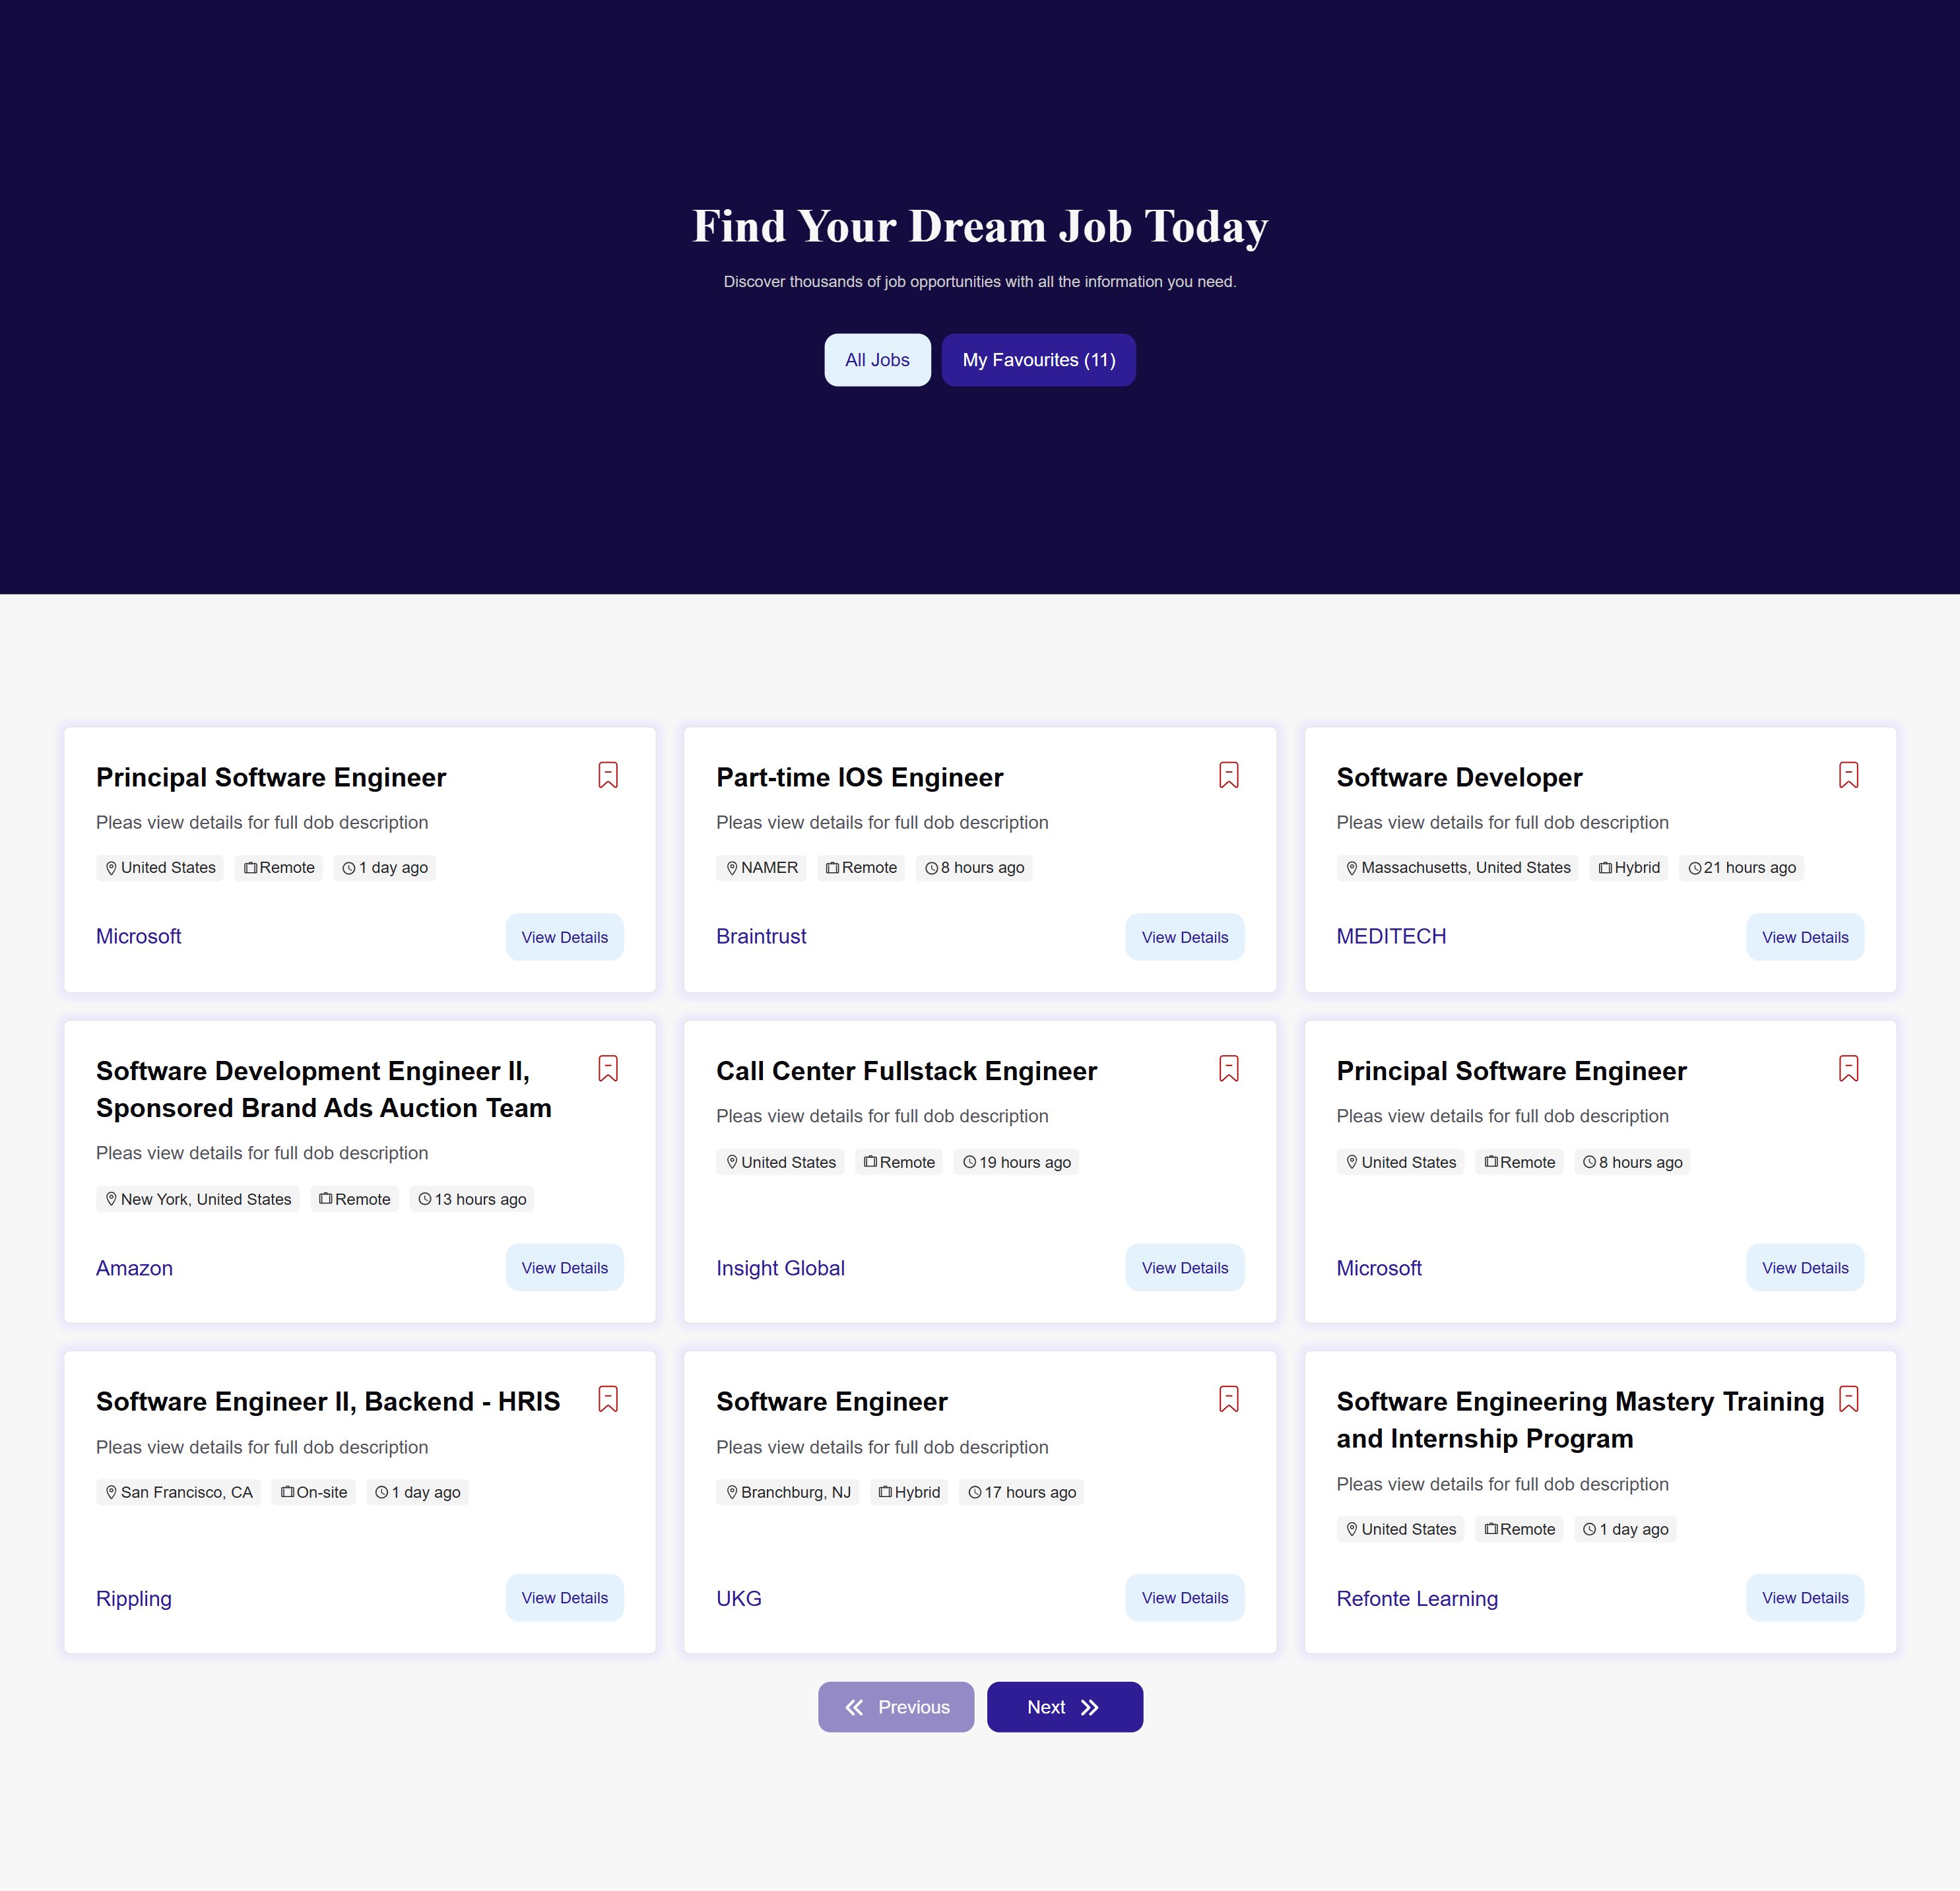 Find Your Dream Job Today
Discover thousands of job opportunities with all the information you need.
All Jobs
My Favourites (11)
Principal Software Engineer
Pleas view details for full dob description
United States
Remote
1 day ago
Microsoft
View Details
Part-time IOS Engineer
Pleas view details for full dob description
NAMER
Remote
8 hours ago
Braintrust
View Details
Software Developer
Pleas view details for full dob description
Massachusetts, United States
Hybrid
21 hours ago
MEDITECH
View Details
Software Development Engineer II,
Sponsored Brand Ads Auction Team
Pleas view details for full dob description
New York, United States
Remote
13 hours ago
Amazon
View Details
Call Center Fullstack Engineer
Pleas view details for full dob description
United States
Remote
19 hours ago
Insight Global
View Details
Principal Software Engineer
Pleas view details for full dob description
United States
Remote
8 hours ago
Microsoft
View Details
Software Engineer II, Backend - HRIS
Pleas view details for full dob description
San Francisco, CA
On-site
1 day ago
Rippling
View Details
Software Engineer
Pleas view details for full dob description
Branchburg, NJ
Hybrid
17 hours ago
UKG
View Details
Software Engineering Mastery Training
and Internship Program
Pleas view details for full dob description
United States
Remote
1 day ago
Refonte Learning
View Details
Previous
Next